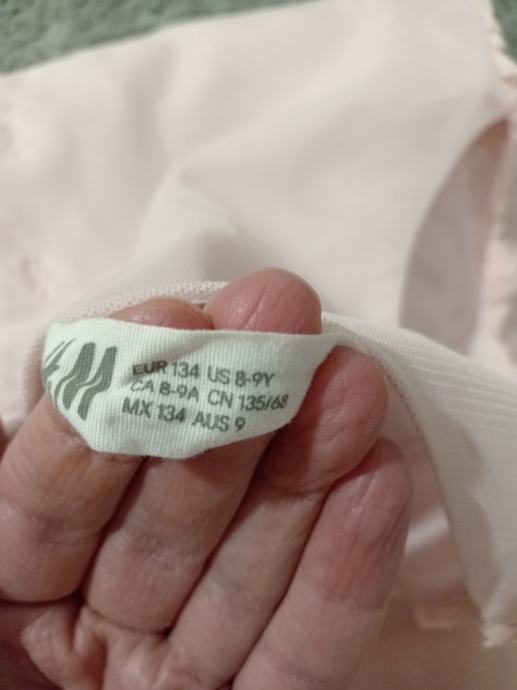 H&M
EUR 134 US 8-9Y
CA 8-9A CN 135/68
MX 134 AUS 9